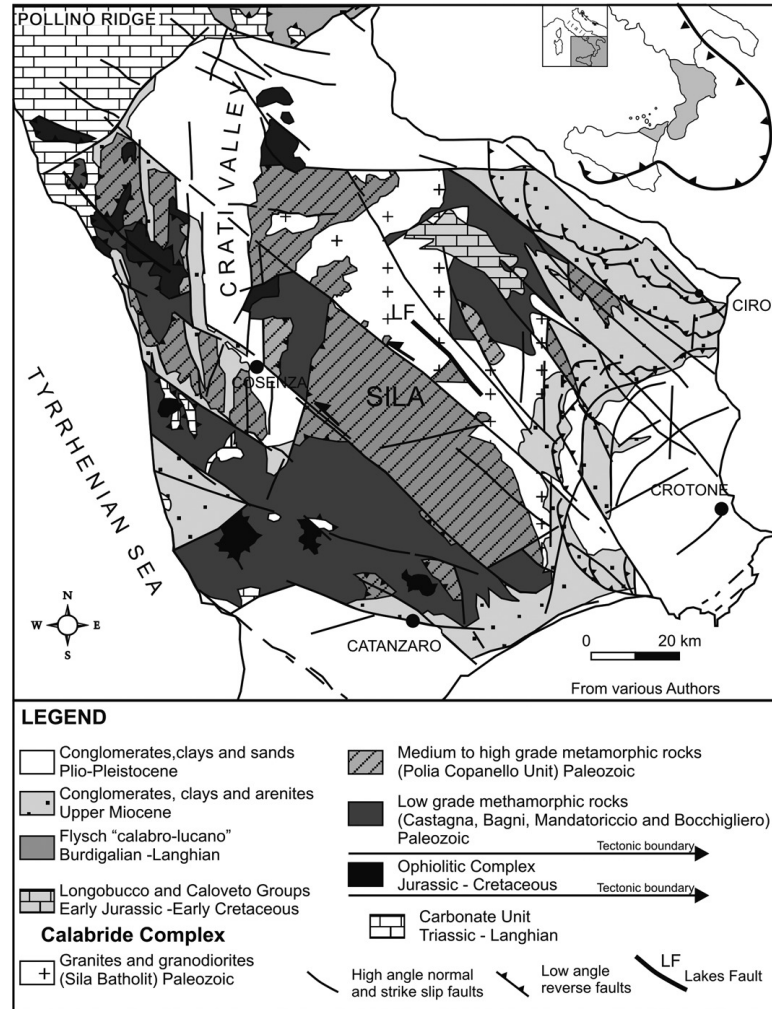 POLLINO RIDGE
CRATI VALLEY
CIRO
LF
COSENZA
SILA
TYRRHENIAN SEA
CROTONE
N
W E
S
CATANZARO
0 20 km
From various Authors
LEGEND
Conglomerates,clays and sands
Plio-Pleistocene
Conglomerates, clays and arenites
Upper Miocene
Flysch “calabro-lucano”
Burdigalian -Langhian
Longobucco and Caloveto Groups
Early Jurassic -Early Cretaceous
Calabride Complex
Granites and granodiorites
(Sila Batholit) Paleozoic
Medium to high grade metamorphic rocks
(Polia Copanello Unit) Paleozoic
Low grade methamorphic rocks
(Castagna, Bagni, Mandatoriccio and Bocchigliero)
Paleozoic
Tectonic boundary
Ophiolitic Complex
Jurassic - Cretaceous
Tectonic boundary
Carbonate Unit
Triassic - Langhian
High angle normal
and strike slip faults
Low angle
reverse faults
LF
Lakes Fault